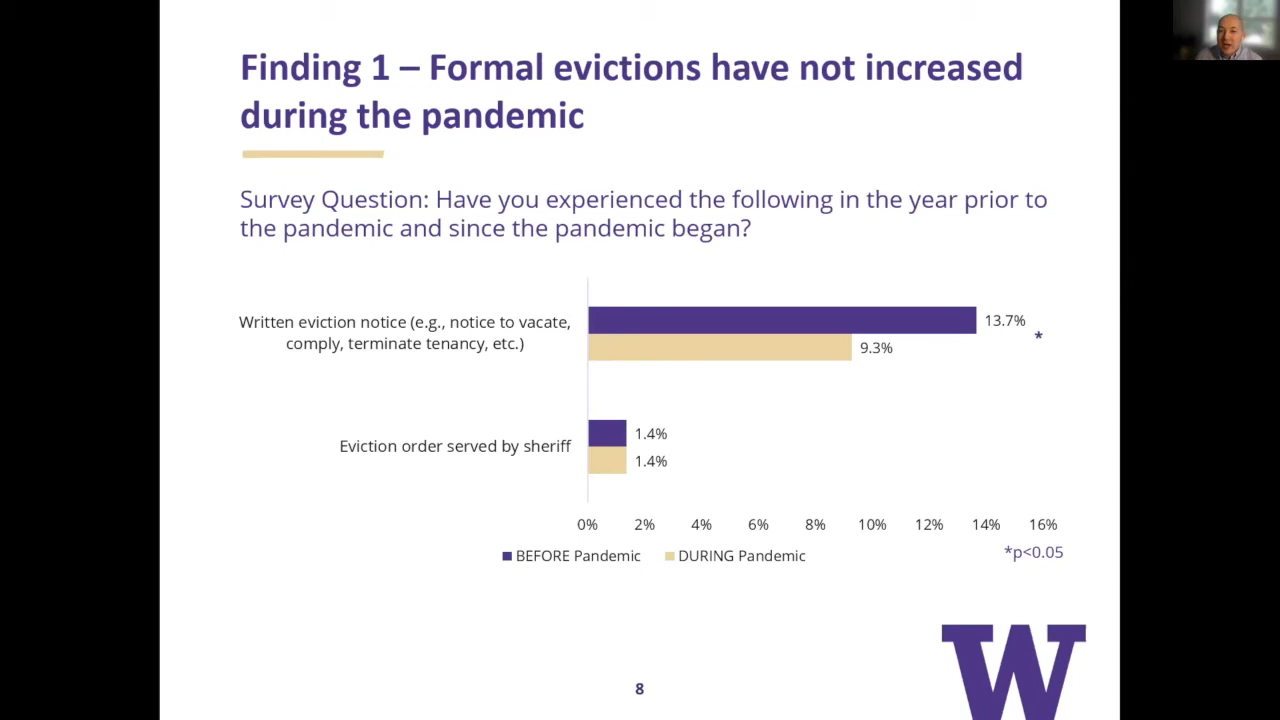 Finding 1 – Formal evictions have not increased
during the pandemic
Survey Question: Have you experienced the following in the year prior to
the pandemic and since the pandemic began?
Written eviction notice (e.g., notice to vacate,
comply, terminate tenancy, etc.)
13.7%
*
9.3%
Eviction order served by sheriff
1.4%
1.4%
0% 2% 4% 6% 8% 10% 12% 14% 16%
BEFORE Pandemic DURING Pandemic
*p<0.05
8
W